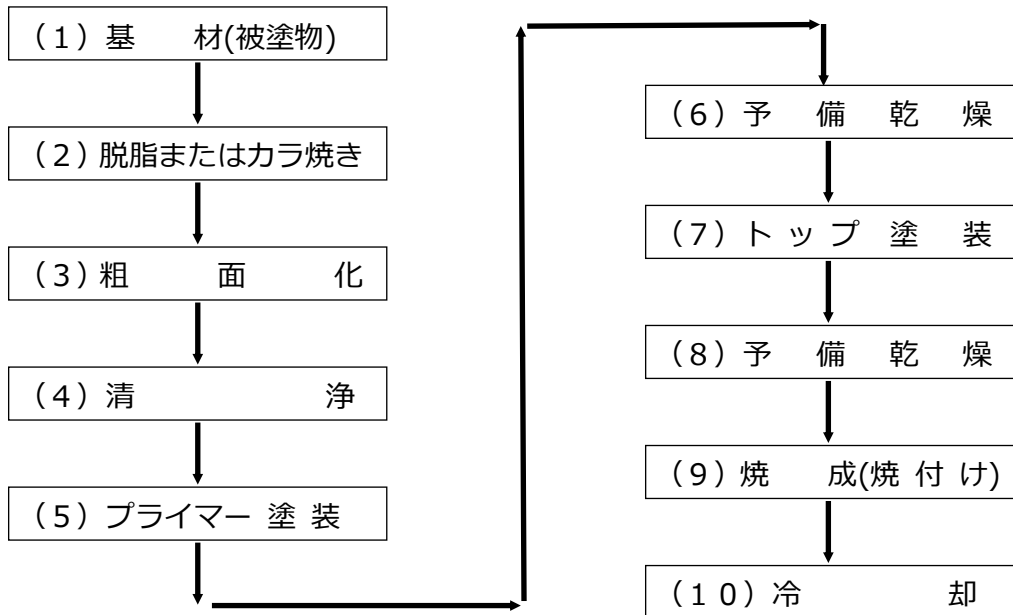 （1）基　材(被塗物)
（2）脱脂またはカラ焼き
（3）粗　面　化
（4）清　浄
（5）プライマー 塗 装
（6）予　備　乾　燥
（7）ト ッ プ　塗　装
（8）予　備　乾　燥
（9）焼　成(焼 付 け)
（1０）冷　却